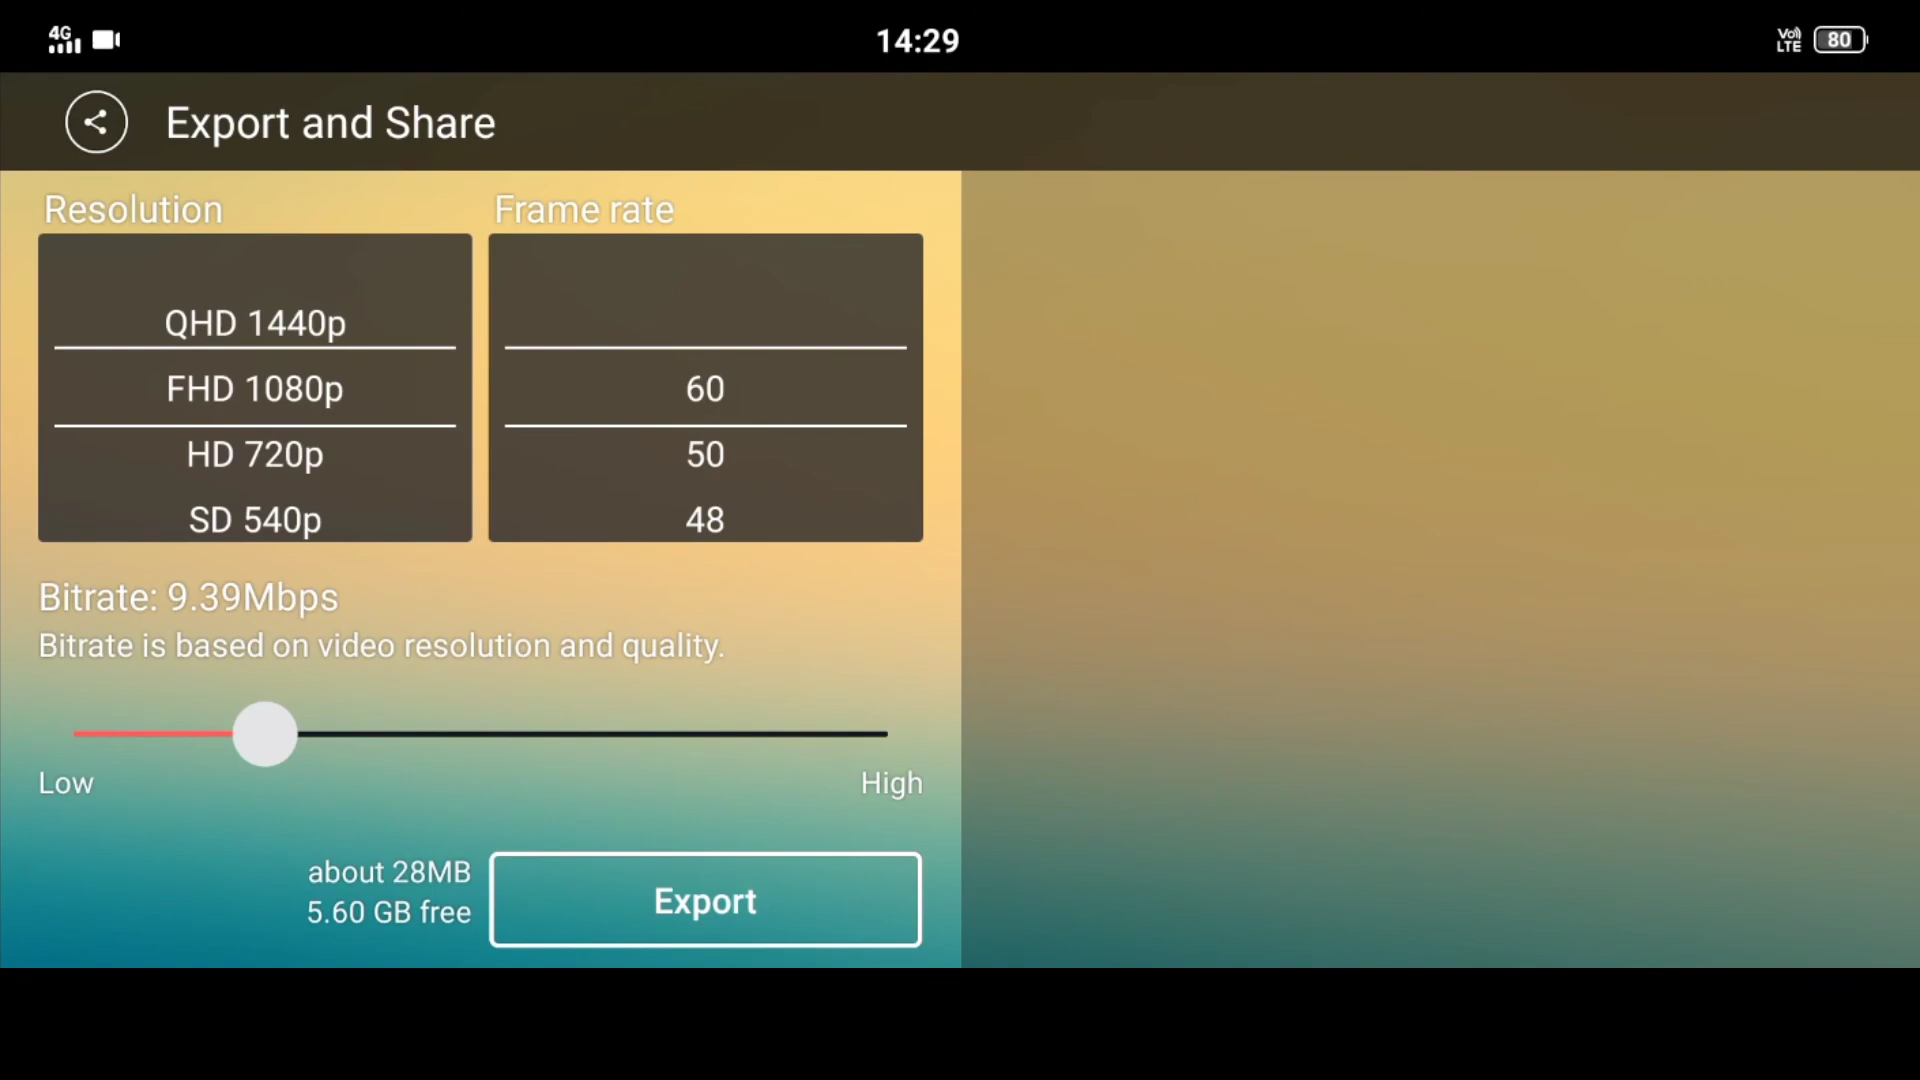 4G
14:29
Vo)) LTE
80
Export and Share
Resolution
Frame rate
QHD 1440p
FHD 1080p
60
HD 720p
50
SD 540p
48
Bitrate: 9.39Mbps
Bitrate is based on video resolution and quality.
Low
High
about 28MB
5.60 GB free
Export